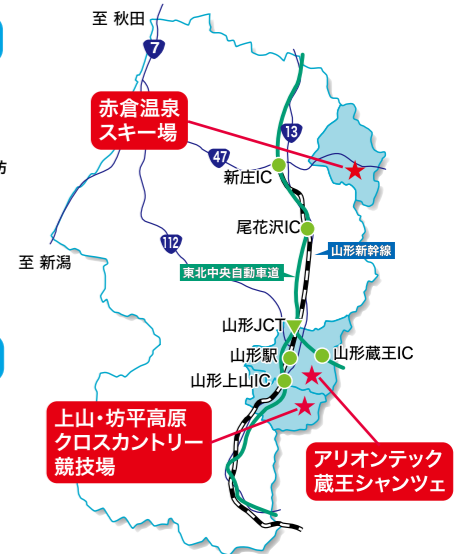 至 秋田
7
赤倉温泉
スキー場
13
47
新庄IC
尾花沢IC
112
山形新幹線
至 新潟
東北中央自動車道
山形JCT
山形駅
山形蔵王IC
山形上山IC
上山・坊平高原
クロスカントリー
競技場
アリオンテック
蔵王シャンツェ